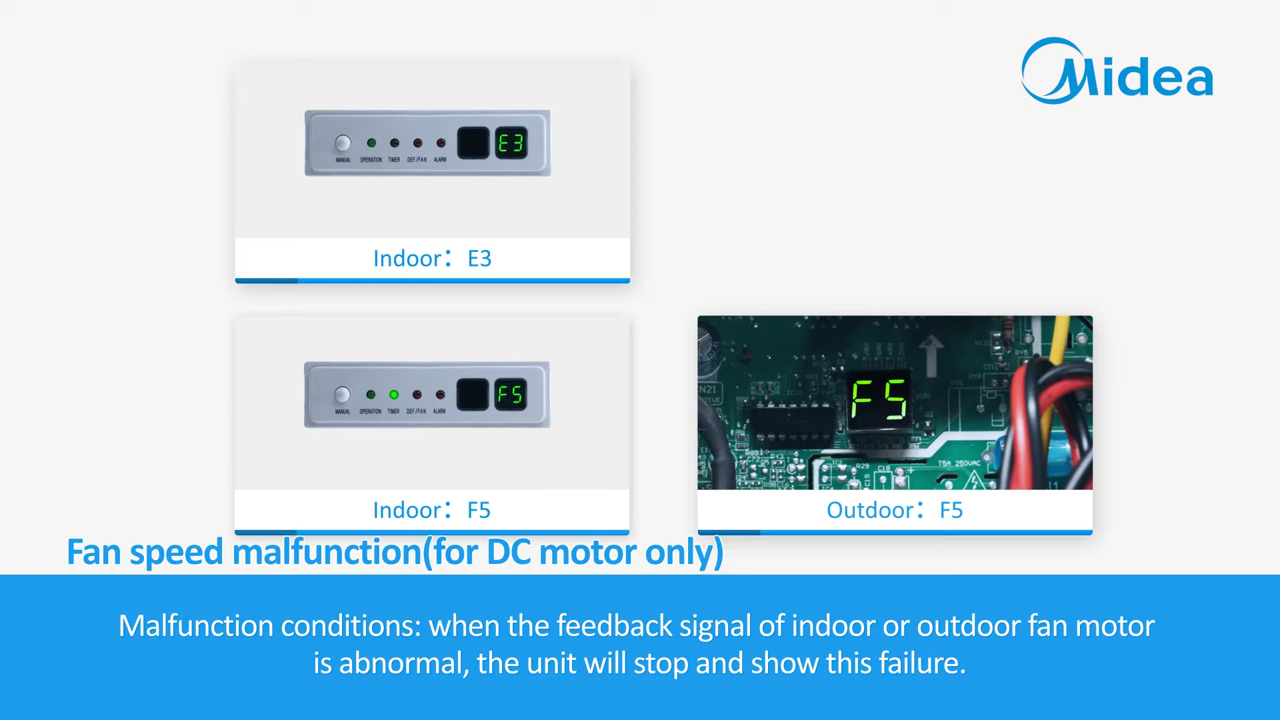 Midea
MANUAL OPERATION TIMER DEF./FAN ALARM
E3
Indoor：E3
MANUAL OPERATION TIMER DEF./FAN ALARM
F5
Indoor：F5
F5
T5A 250VAC
Outdoor：F5
Fan speed malfunction(for DC motor only)
Malfunction conditions: when the feedback signal of indoor or outdoor fan motor
is abnormal, the unit will stop and show this failure.